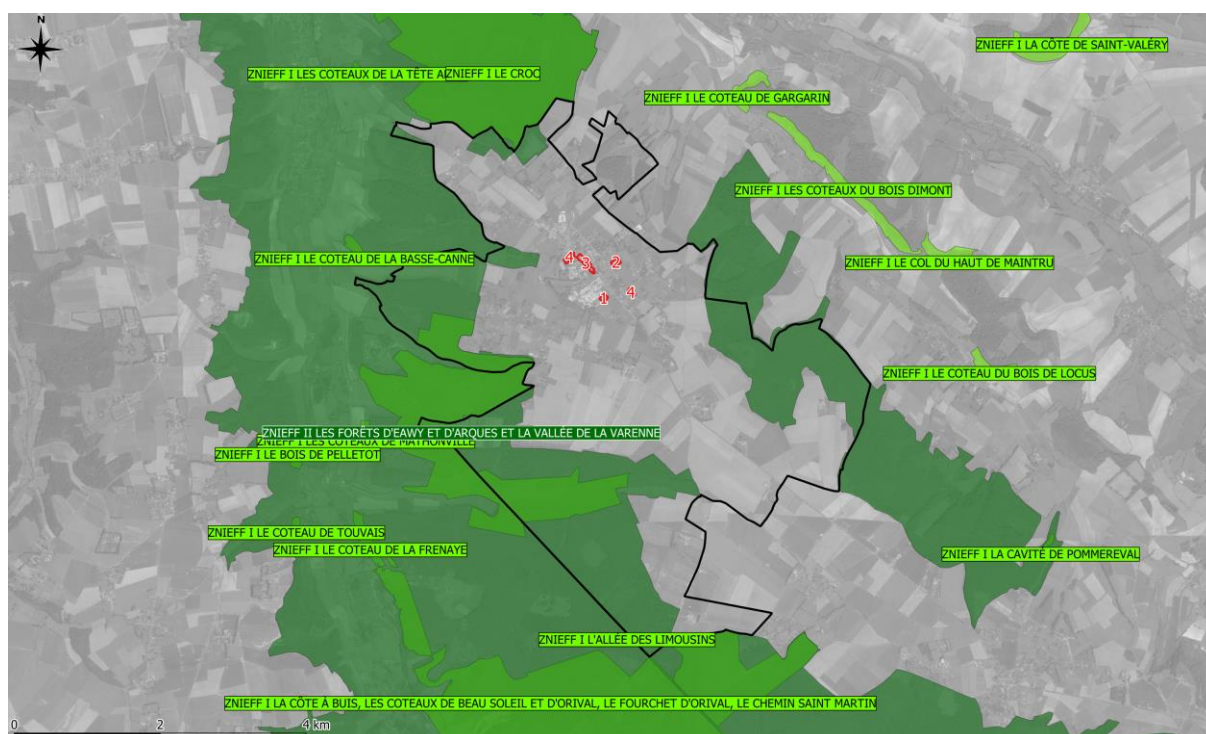 N
ZNIEFF I LA CÔTE DE SAINT-VALÉRY
ZNIEFF I LES COTEAUX DE LA TÊTE A
ZNIEFF I LE CROC
ZNIEFF I LE COTEAU DE GARGARIN
ZNIEFF I LES COTEAUX DU BOIS DIMONT
ZNIEFF I LE COTEAU DE LA BASSE-CANNE
4
3
2
ZNIEFF I LE COL DU HAUT DE MAINTRU
1
4
ZNIEFF I LE COTEAU DU BOIS DE LOCUS
ZNIEFF II LES FORÊTS D'EAWY ET D'ARQUES ET LA VALLÉE DE LA VARENNE
ZNIEFF I LES COTEAUX DE MATHONVILLE
ZNIEFF I LE BOIS DE PELLETOT
ZNIEFF I LE COTEAU DE TOUVAIS
ZNIEFF I LE COTEAU DE LA FRENAYE
ZNIEFF I LA CAVITÉ DE POMMEREVAL
ZNIEFF I L'ALLÉE DES LIMOUSINS
ZNIEFF I LA CÔTE À BUIS, LES COTEAUX DE BEAU SOLEIL ET D'ORIVAL, LE FOURCHET D'ORIVAL, LE CHEMIN SAINT MARTIN
0 2 4 km